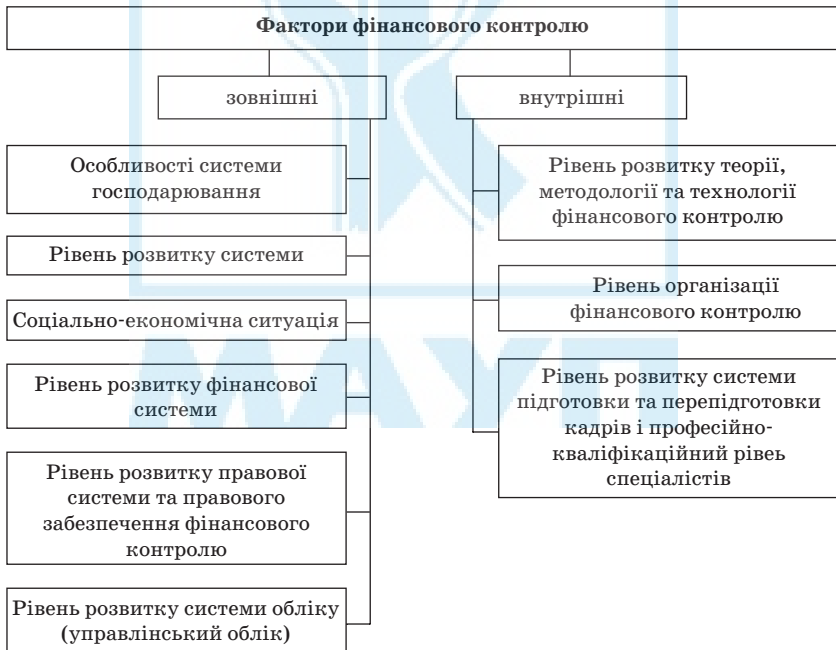 Фактори фінансового контролю
зовнішні
внутрішні
Особливості системи
господарювання
Рівень розвитку системи
Соціально-економічна ситуація
Рівень розвитку фінансової
системи
Рівень розвитку правової
системи та правового
забезпечення фінансового
контролю
Рівень розвитку системи обліку
(управлінський облік)
Рівень розвитку теорії,
методології та технології
фінансового контролю
Рівень організації
фінансового контролю
Рівень розвитку системи
підготовки та перепідготовки
кадрів і професійно-
кваліфікаційний рівеь
спеціалістів
МАУП